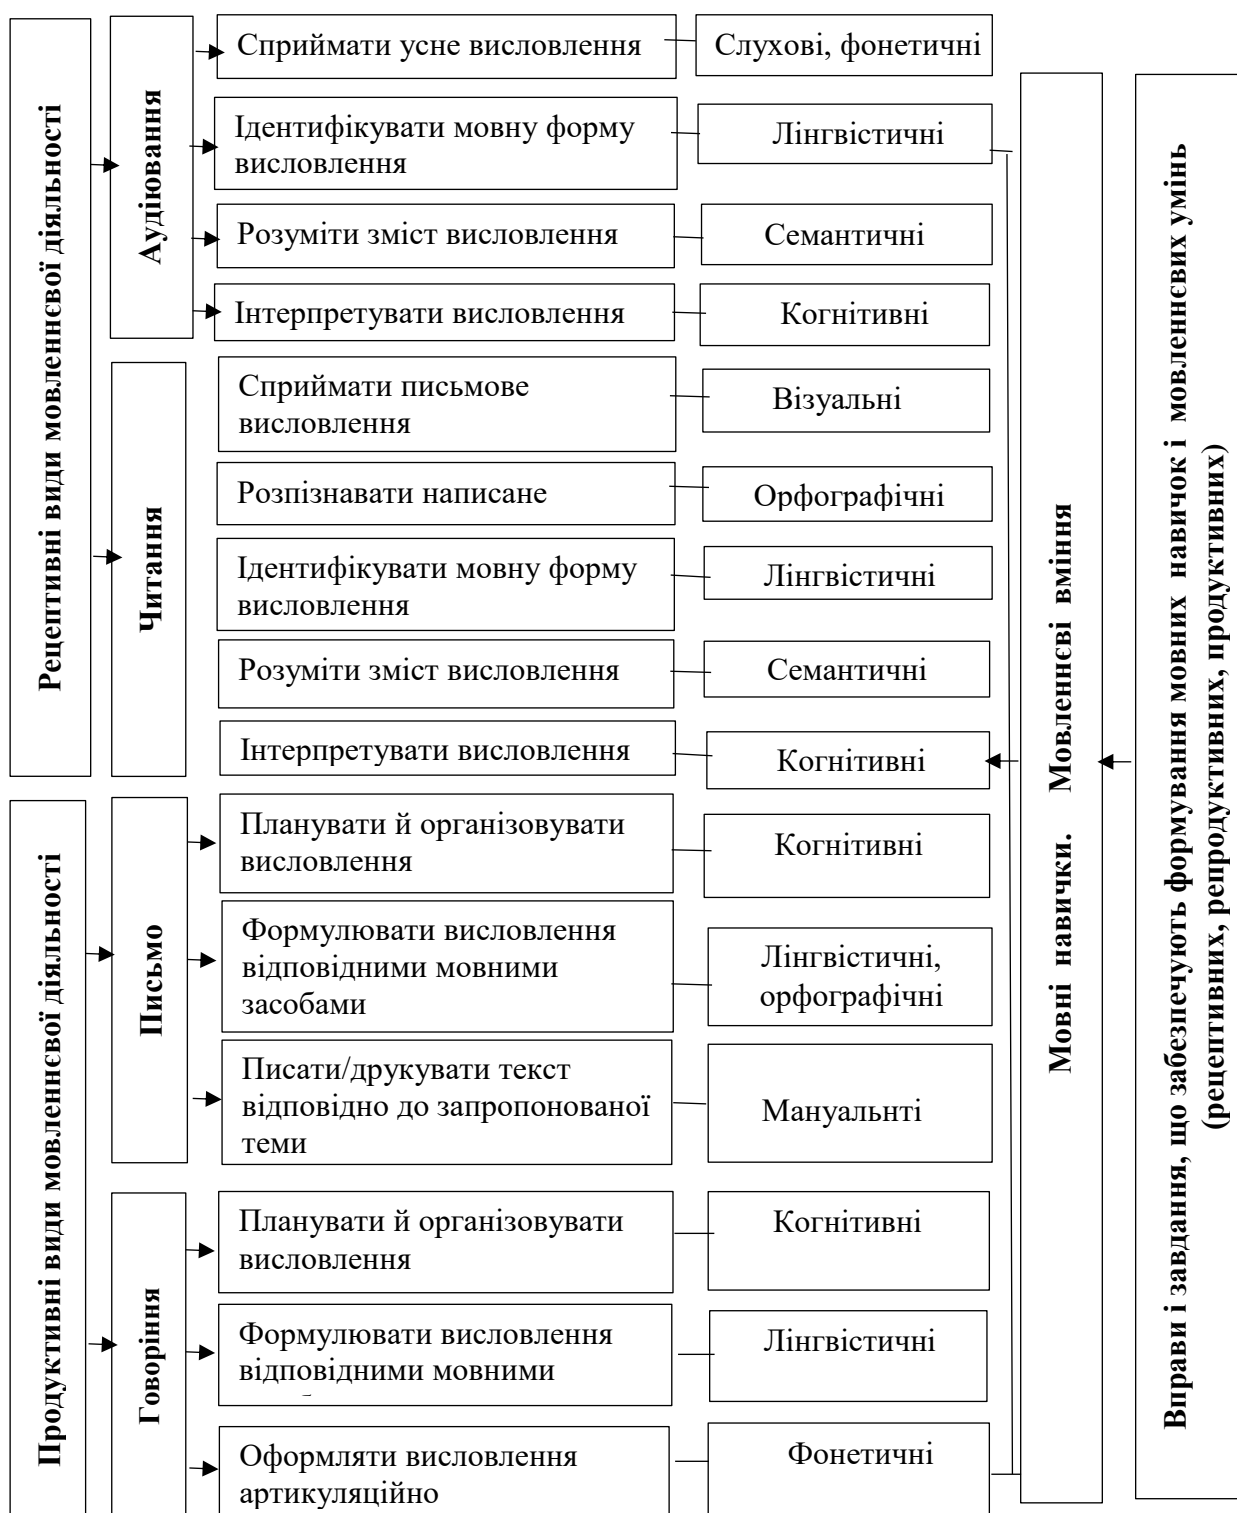 Рецептивні види мовленнєвої діяльності
Аудіювання
Сприймати усне висловлення
Слухові, фонетичні
Ідентифікувати мовну форму
висловлення
Лінгвістичні
Розуміти зміст висловлення
Семантичні
Інтерпретувати висловлення
Когнітивні
Читання
Сприймати письмове
висловлення
Візуальні
Розпізнавати написане
Орфографічні
Ідентифікувати мовну форму
висловлення
Лінгвістичні
Розуміти зміст висловлення
Семантичні
Інтерпретувати висловлення
Когнітивні
Продуктивні види мовленнєвої діяльності
Письмо
Планувати й організовувати
висловлення
Когнітивні
Формулювати висловлення
відповідними мовними
засобами
Лінгвістичні,
орфографічні
Писати/друкувати текст
відповідно до запропонованої
теми
Мануальнті
Говоріння
Планувати й організовувати
висловлення
Когнітивні
Формулювати висловлення
відповідними мовними
Лінгвістичні
Оформляти висловлення
артикуляційно
Фонетичні
Мовні навички. Мовленнєві вміння
Вправи і завдання, що забезпечують формування мовних навичок і мовленнєвих умінь
(рецептивних, репродуктивних, продуктивних)